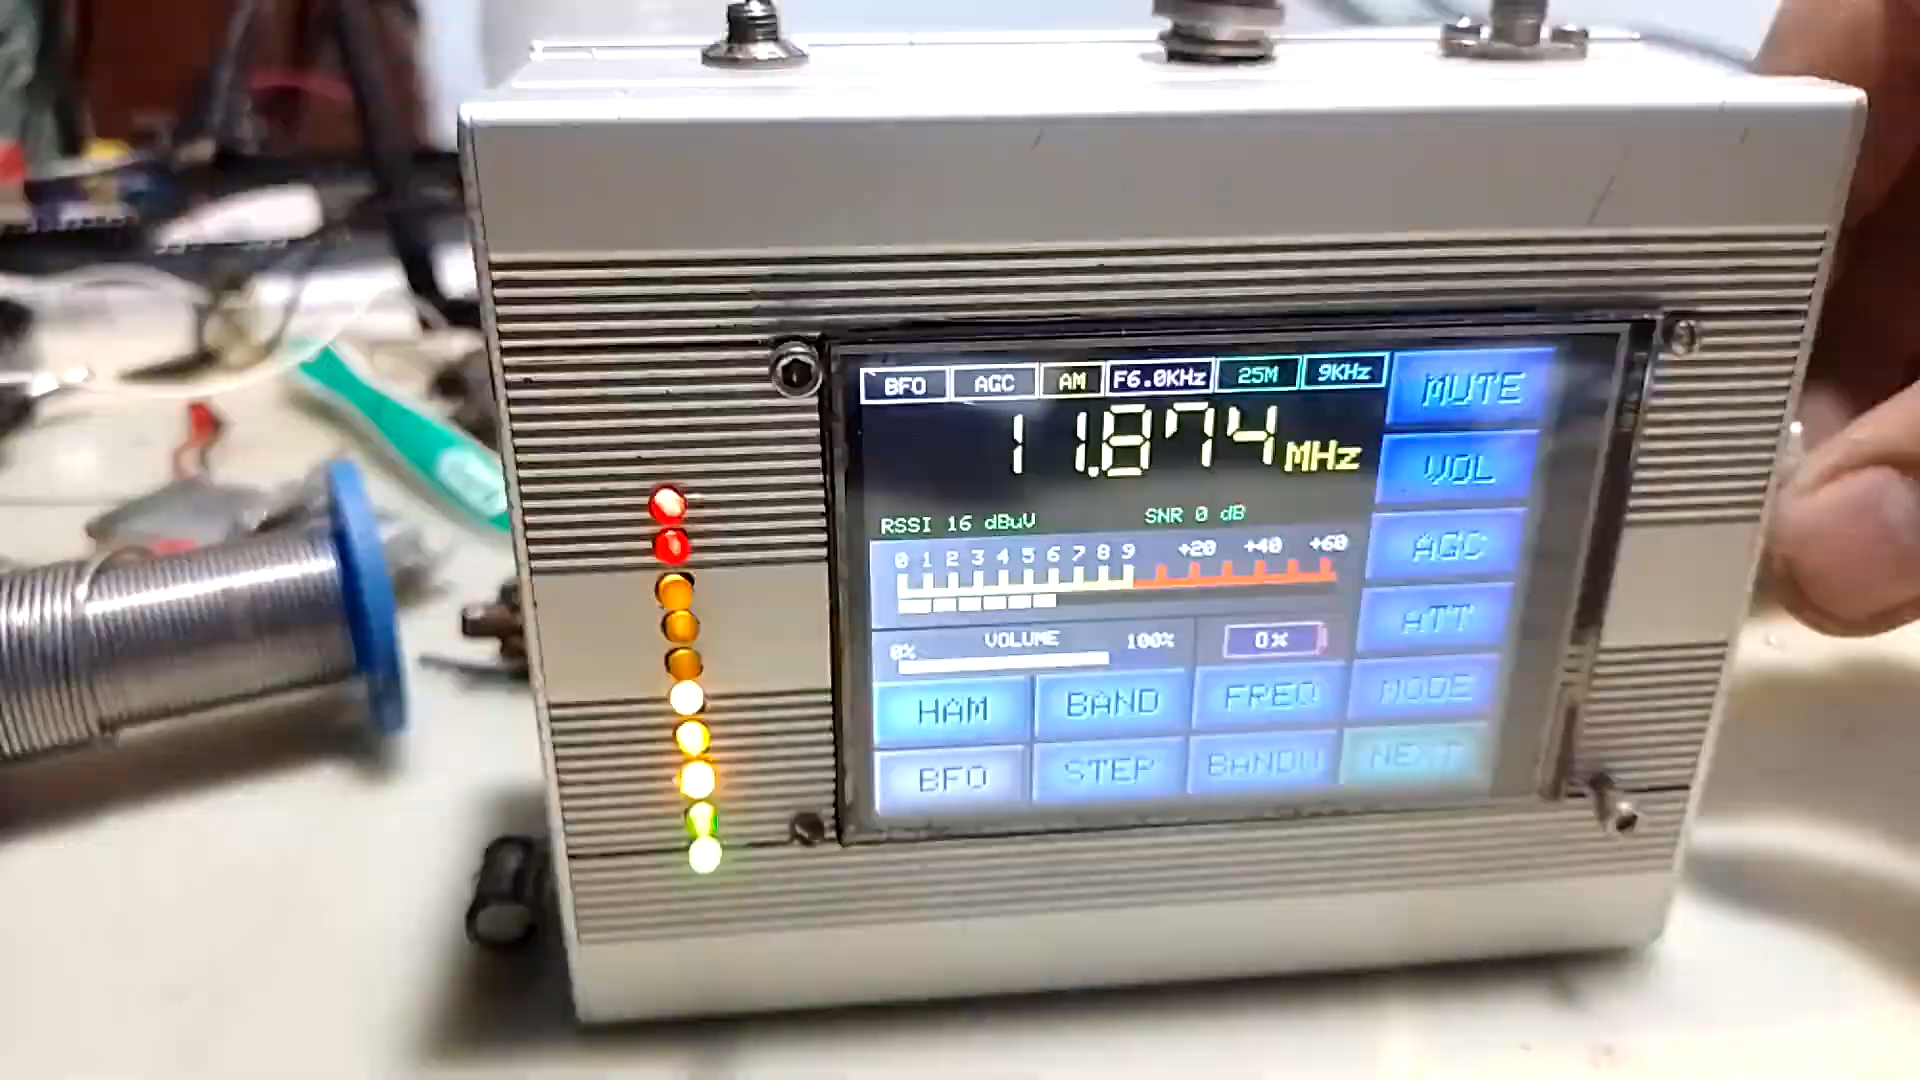 BFO AGC AM F6.0KHz 25M 9KHz MUTE
11.874 MHz
VOL
RSSI 16 dBuV SNR 0 dB
AGC
0 1 2 3 4 5 6 7 8 9 +20 +40 +60
ATT
0% VOLUME 100% 0%
HAM BAND FREQ MODE
BFO STEP BANDW NEXT